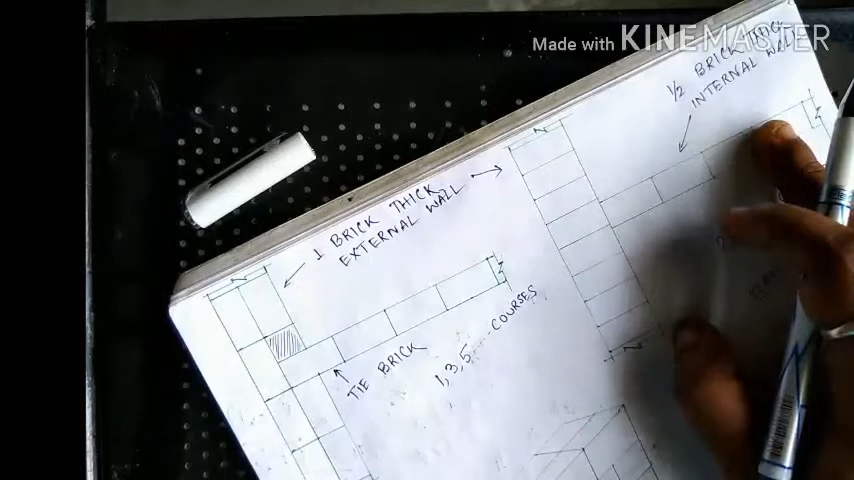 Made with KINEMASTER
1/2 BRICK THICK
INTERNAL WALL
1 BRICK THICK
EXTERNAL WALL
TIE BRICK
1,3,5.... COURSES